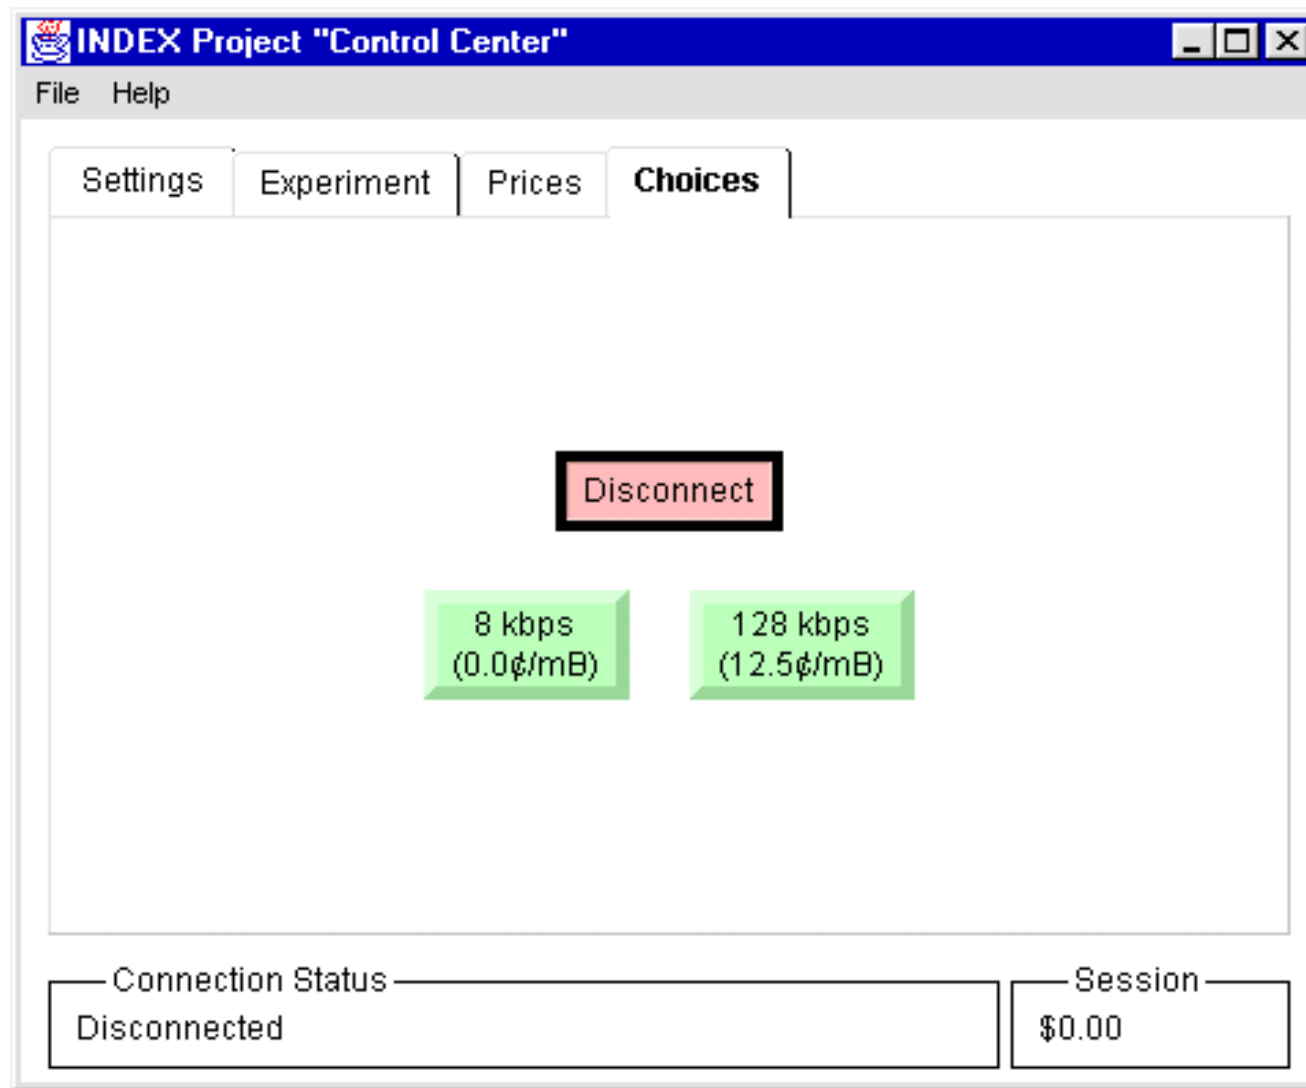 INDEX Project "Control Center"
File Help
Settings Experiment Prices Choices
Disconnect
8 kbps
(0.0¢/mB)
128 kbps
(12.5¢/mB)
Connection Status
Disconnected
Session
$0.00